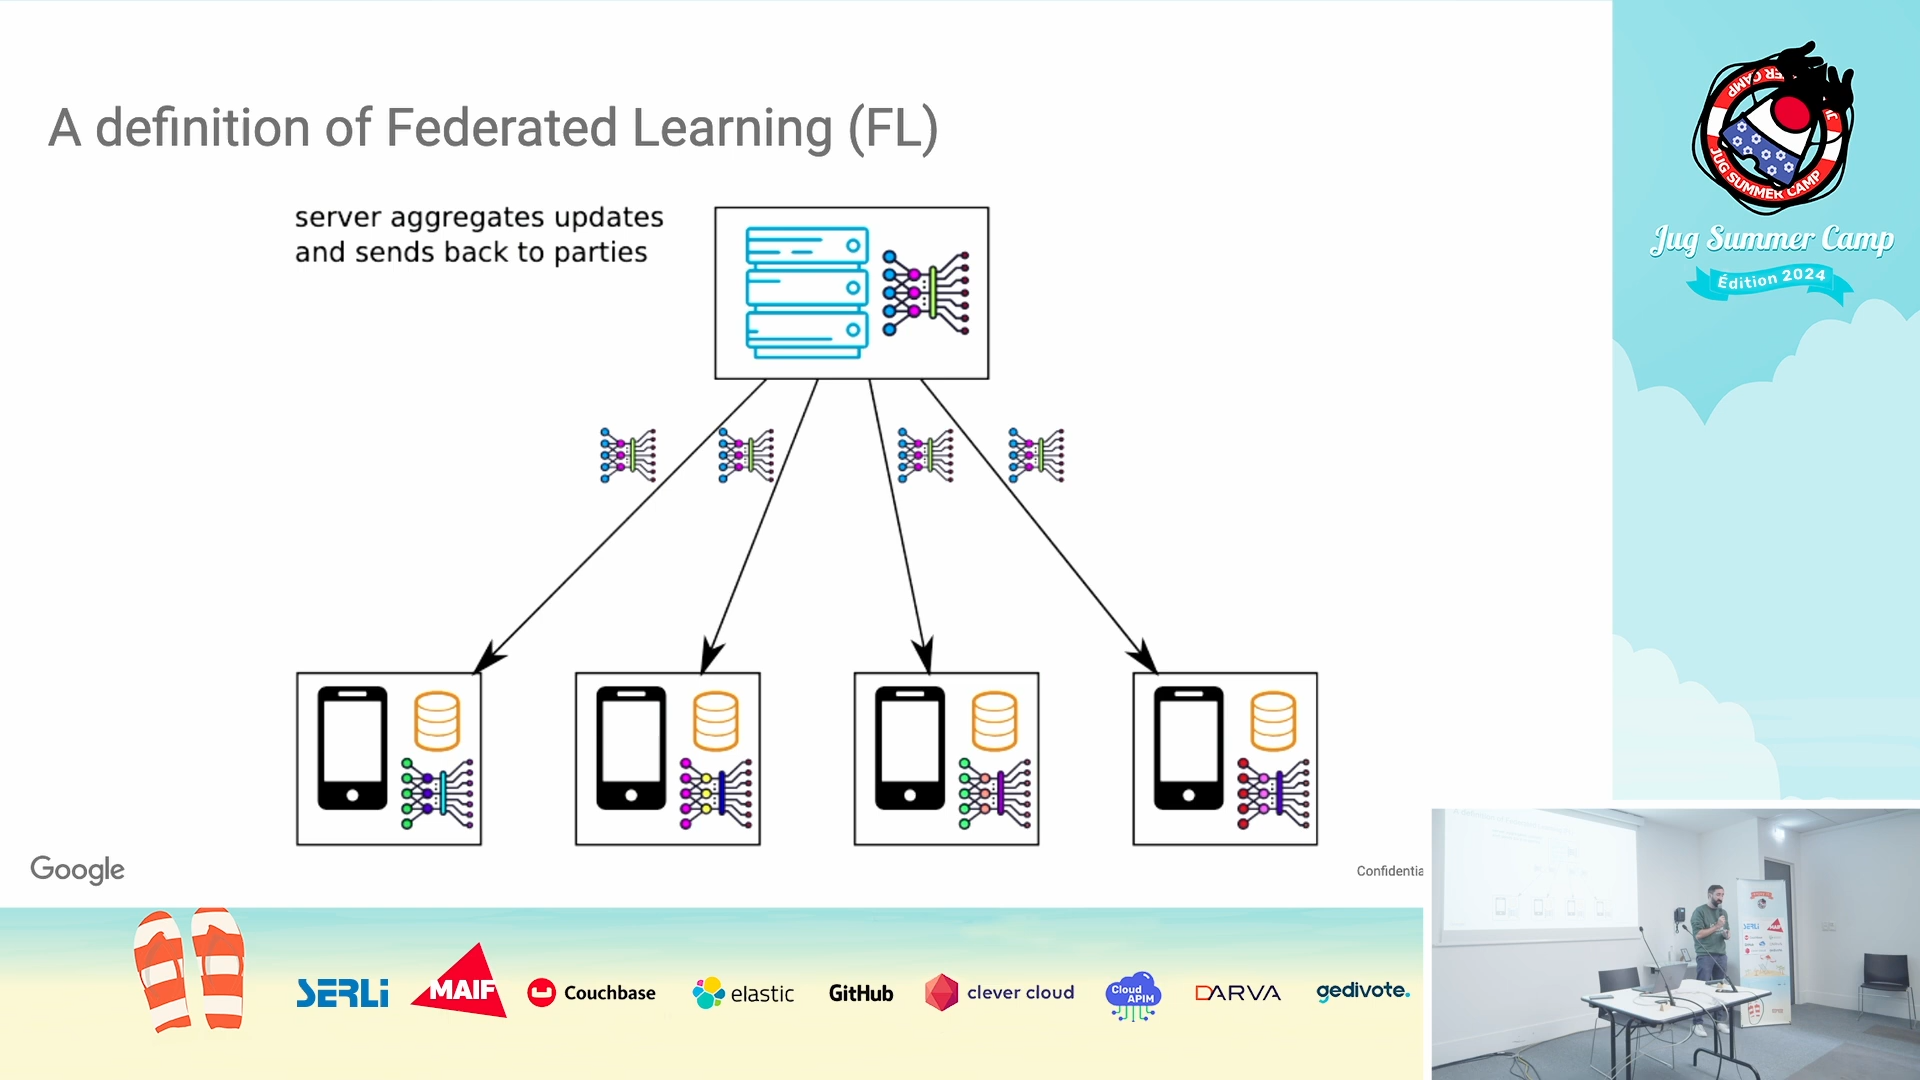 A definition of Federated Learning (FL)
server aggregates updates
and sends back to parties
Google
Confidentia
JUG SUMMER CAMP
Jug Summer Camp
Édition 2024
SERLi
MAIF
Couchbase
elastic
GitHub
clever cloud
Cloud
APIM
DARVA
gedivote.